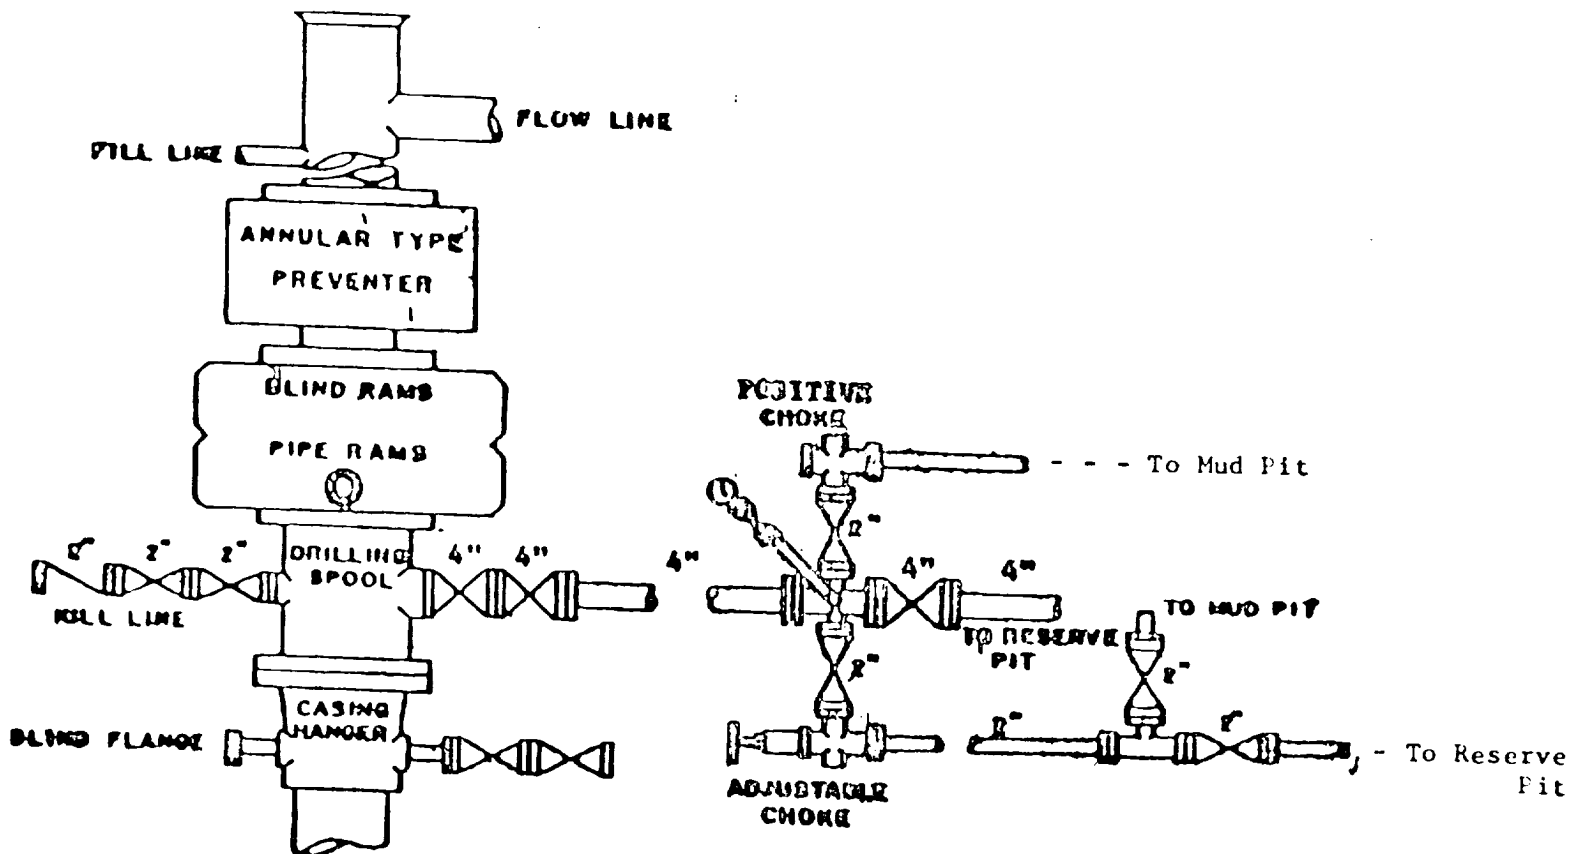 FLOW LINE
FILL LINE
ANNULAR TYPE
PREVENTER
BLIND RAMS
PIPE RAMS
POSITIVE
CHOKE
- - - To Mud Pit
2"
2" 2" 2"
DRILLING
SPOOL
4" 4"
4"
4" 4"
KILL LINE
TO RESERVE
PIT
TO MUD PIT
2"
2"
CASING
HANGER
BLIND FLANGE
2"
2"
- To Reserve
Pit
ADJUSTABLE
CHOKE